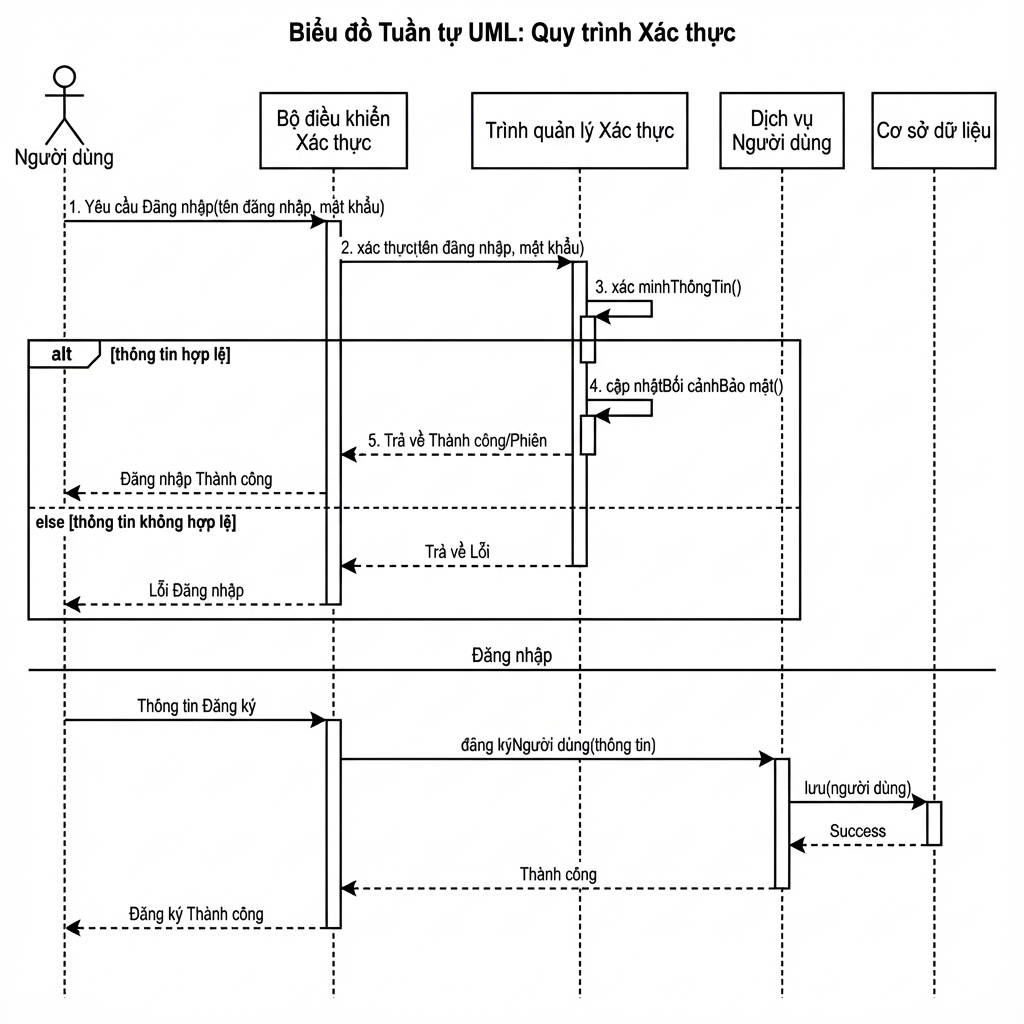 Biểu đồ Tuần tự UML: Quy trình Xác thực
Người dùng
Bộ điều khiển
Xác thực
Trình quản lý Xác thực
Dịch vụ
Người dùng
Cơ sở dữ liệu
1. Yêu cầu Đăng nhập(tên đăng nhập, mật khẩu)
2. xác thực(tên đăng nhập, mật khẩu)
3. xác minhThôngTin()
alt [thông tin hợp lệ]
4. cập nhậtBối cảnhBảo mật()
5. Trả về Thành công/Phiên
Đăng nhập Thành công
else [thông tin không hợp lệ]
Trả về Lỗi
Lỗi Đăng nhập
Đăng nhập
Thông tin Đăng ký
đăng kýNgười dùng(thông tin)
lưu(người dùng)
Success
Thành công
Đăng ký Thành công